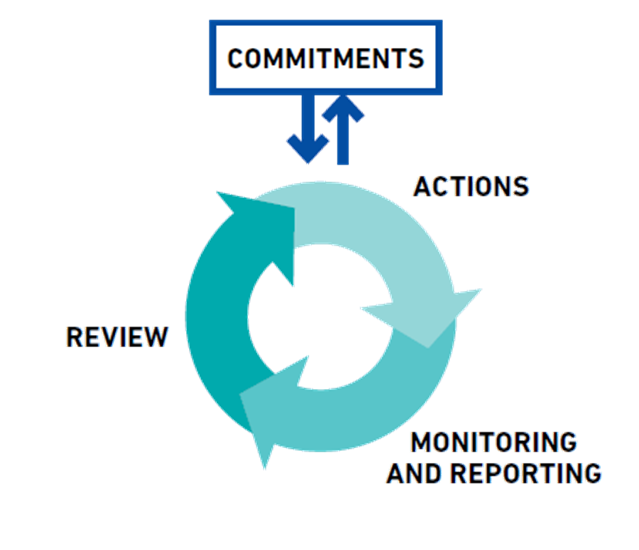 COMMITMENTS
ACTIONS
REVIEW
MONITORING
AND REPORTING